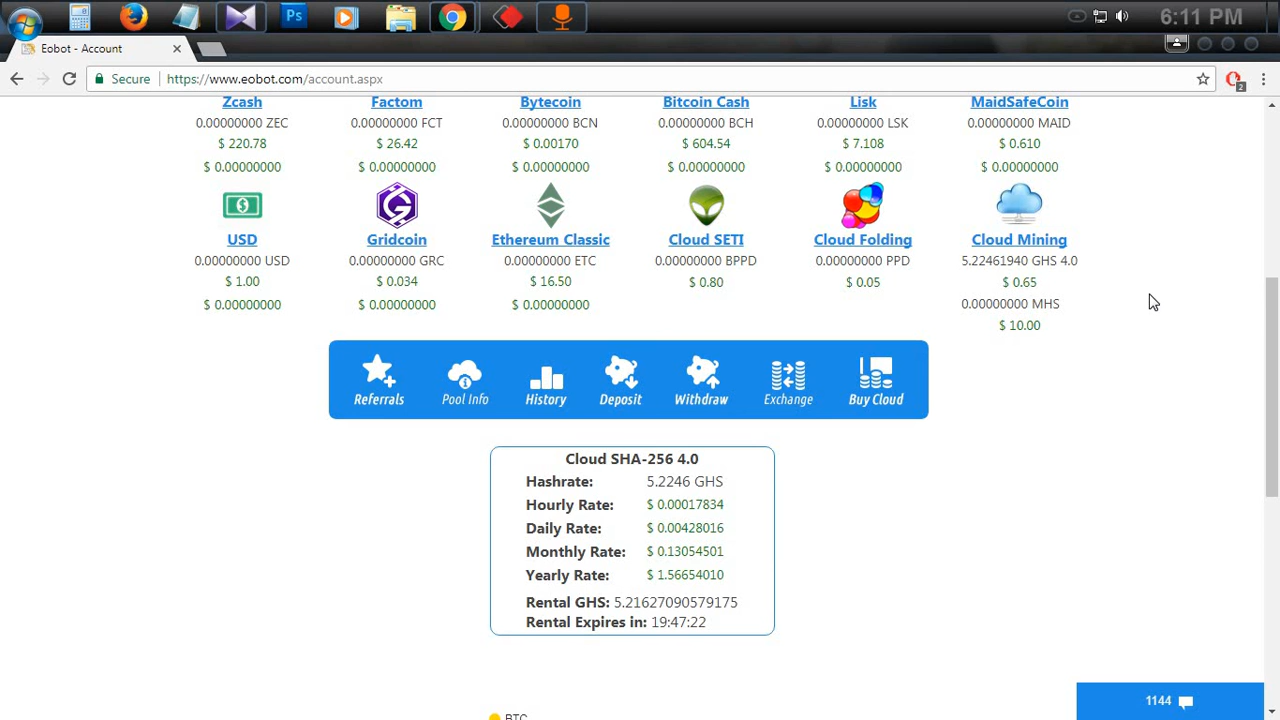 Ps
6:11 PM
Eobot - Account
Secure https://www.eobot.com/account.aspx
2
Zcash Factom Bytecoin Bitcoin Cash Lisk MaidSafeCoin
0.00000000 ZEC 0.00000000 FCT 0.00000000 BCN 0.00000000 BCH 0.00000000 LSK 0.00000000 MAID
$ 220.78 $ 26.42 $ 0.00170 $ 604.54 $ 7.108 $ 0.610
$ 0.00000000 $ 0.00000000 $ 0.00000000 $ 0.00000000 $ 0.00000000 $ 0.00000000
USD Gridcoin Ethereum Classic Cloud SETI Cloud Folding Cloud Mining
0.00000000 USD 0.00000000 GRC 0.00000000 ETC 0.00000000 BPPD 0.00000000 PPD 5.22461940 GHS 4.0
$ 1.00 $ 0.034 $ 16.50 $ 0.80 $ 0.05 $ 0.65
$ 0.00000000 $ 0.00000000 $ 0.00000000 0.00000000 MHS
$ 10.00
Referrals Pool Info History Deposit Withdraw Exchange Buy Cloud
Cloud SHA-256 4.0
Hashrate: 5.2246 GHS
Hourly Rate: $ 0.00017834
Daily Rate: $ 0.00428016
Monthly Rate: $ 0.13054501
Yearly Rate: $ 1.56654010
Rental GHS: 5.21627090579175
Rental Expires in: 19:47:22
1144
BTC